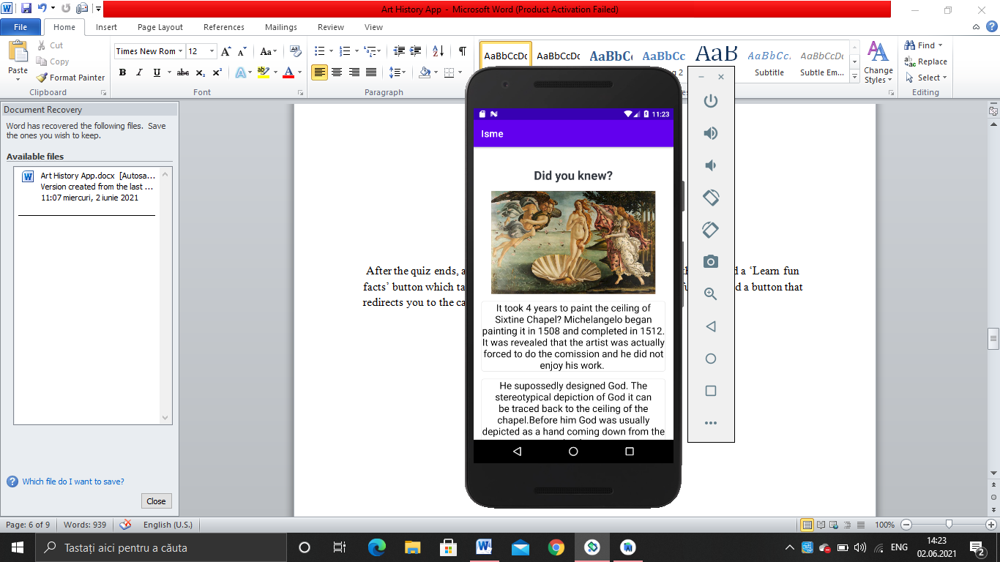 Art History App - Microsoft Word (Product Activation Failed)
File Home Insert Page Layout References Mailings Review View
Paste
Cut
Copy
Format Painter
Clipboard
Times New Rom 12
Font
Paragraph
AaBbCcDc AaBbCcDc AaBbC AaBbCc AaB AaBbCc. AaBbCcDc
Subtitle Subtle Em...
Change
Styles
Find
Replace
Select
Editing
Document Recovery
Word has recovered the following files. Save
the ones you wish to keep.
Available files
Art History App.docx [Autosa...
Version created from the last ...
11:07 miercuri, 2 iunie 2021
Which file do I want to save?
Close
After the quiz ends, a
d a ‘Learn fun
facts’ button which ta
d a button that
redirects you to the ca
11:23
Isme
Did you knew?
It took 4 years to paint the ceiling of
Sixtine Chapel? Michelangelo began
painting it in 1508 and completed in 1512.
It was revealed that the artist was actually
forced to do the comission and he did not
enjoy his work.
He supossedly designed God. The
stereotypical depiction of God it can
be traced back to the ceiling of the
chapel.Before him God was usually
depicted as a hand coming down from the
Page: 6 of 9 Words: 939 English (U.S.) 100%
Tastați aici pentru a căuta
ENG
14:23
02.06.2021
2